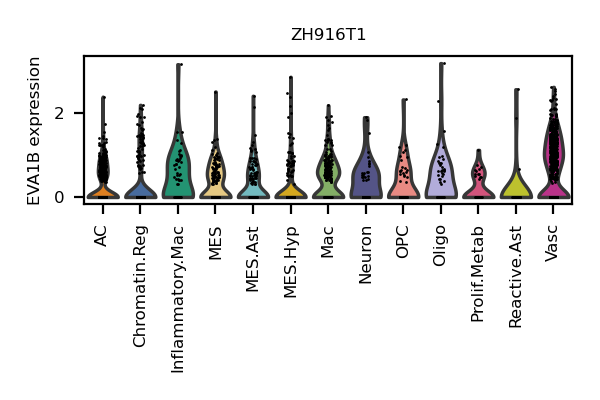 ZH916T1
EVA1B expression
2
0
AC
Chromatin.Reg
Inflammatory.Mac
MES
MES.Ast
MES.Hyp
Mac
Neuron
OPC
Oligo
Prolif.Metab
Reactive.Ast
Vasc